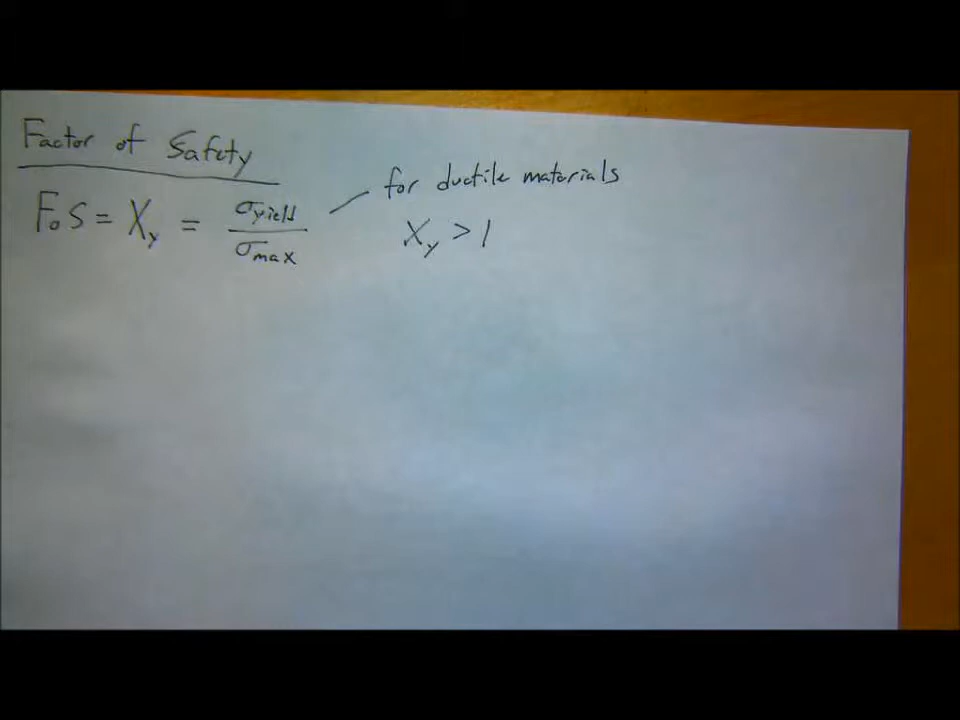 Factor of Safety
FoS = Xy = σyield / σmax
for ductile materials
Xy > 1